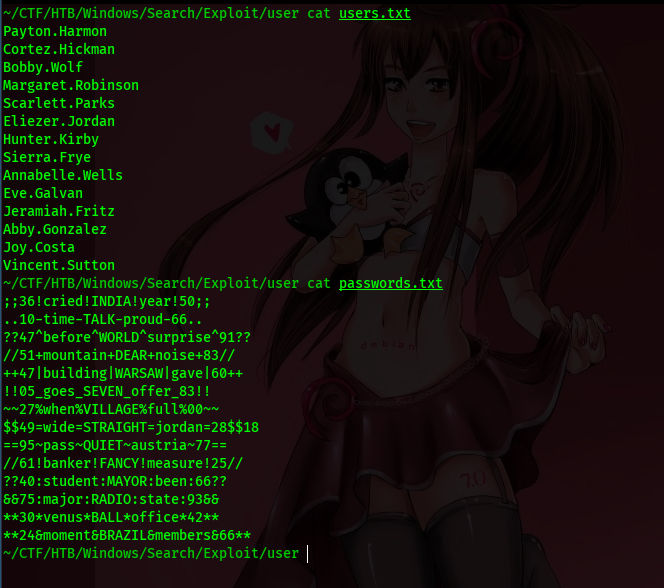 ~/CTF/HTB/Windows/Search/Exploit/user cat users.txt
Payton.Harmon
Cortez.Hickman
Bobby.Wolf
Margaret.Robinson
Scarlett.Parks
Eliezer.Jordan
Hunter.Kirby
Sierra.Frye
Annabelle.Wells
Eve.Galvan
Jeramiah.Fritz
Abby.Gonzalez
Joy.Costa
Vincent.Sutton
~/CTF/HTB/Windows/Search/Exploit/user cat passwords.txt
;;36!cried!INDIA!year!50;;
..10-time-TALK-proud-66..
??47^before^WORLD^surprise^91??
//51+mountain+DEAR+noise+83//
++47|building|WARSAW|gave|60++
!!05_goes_SEVEN_offer_83!!
~~27%when%VILLAGE%full%00~~
$$49=wide=STRAIGHT=jordan=28$$18
==95~pass~QUIET~austria~77==
//61!banker!FANCY!measure!25//
??40:student:MAYOR:been:66??
&&75:major:RADIO:state:93&&
**30*venus*BALL*office*42**
**24&moment&BRAZIL&members&66**
~/CTF/HTB/Windows/Search/Exploit/user
debian
7.0